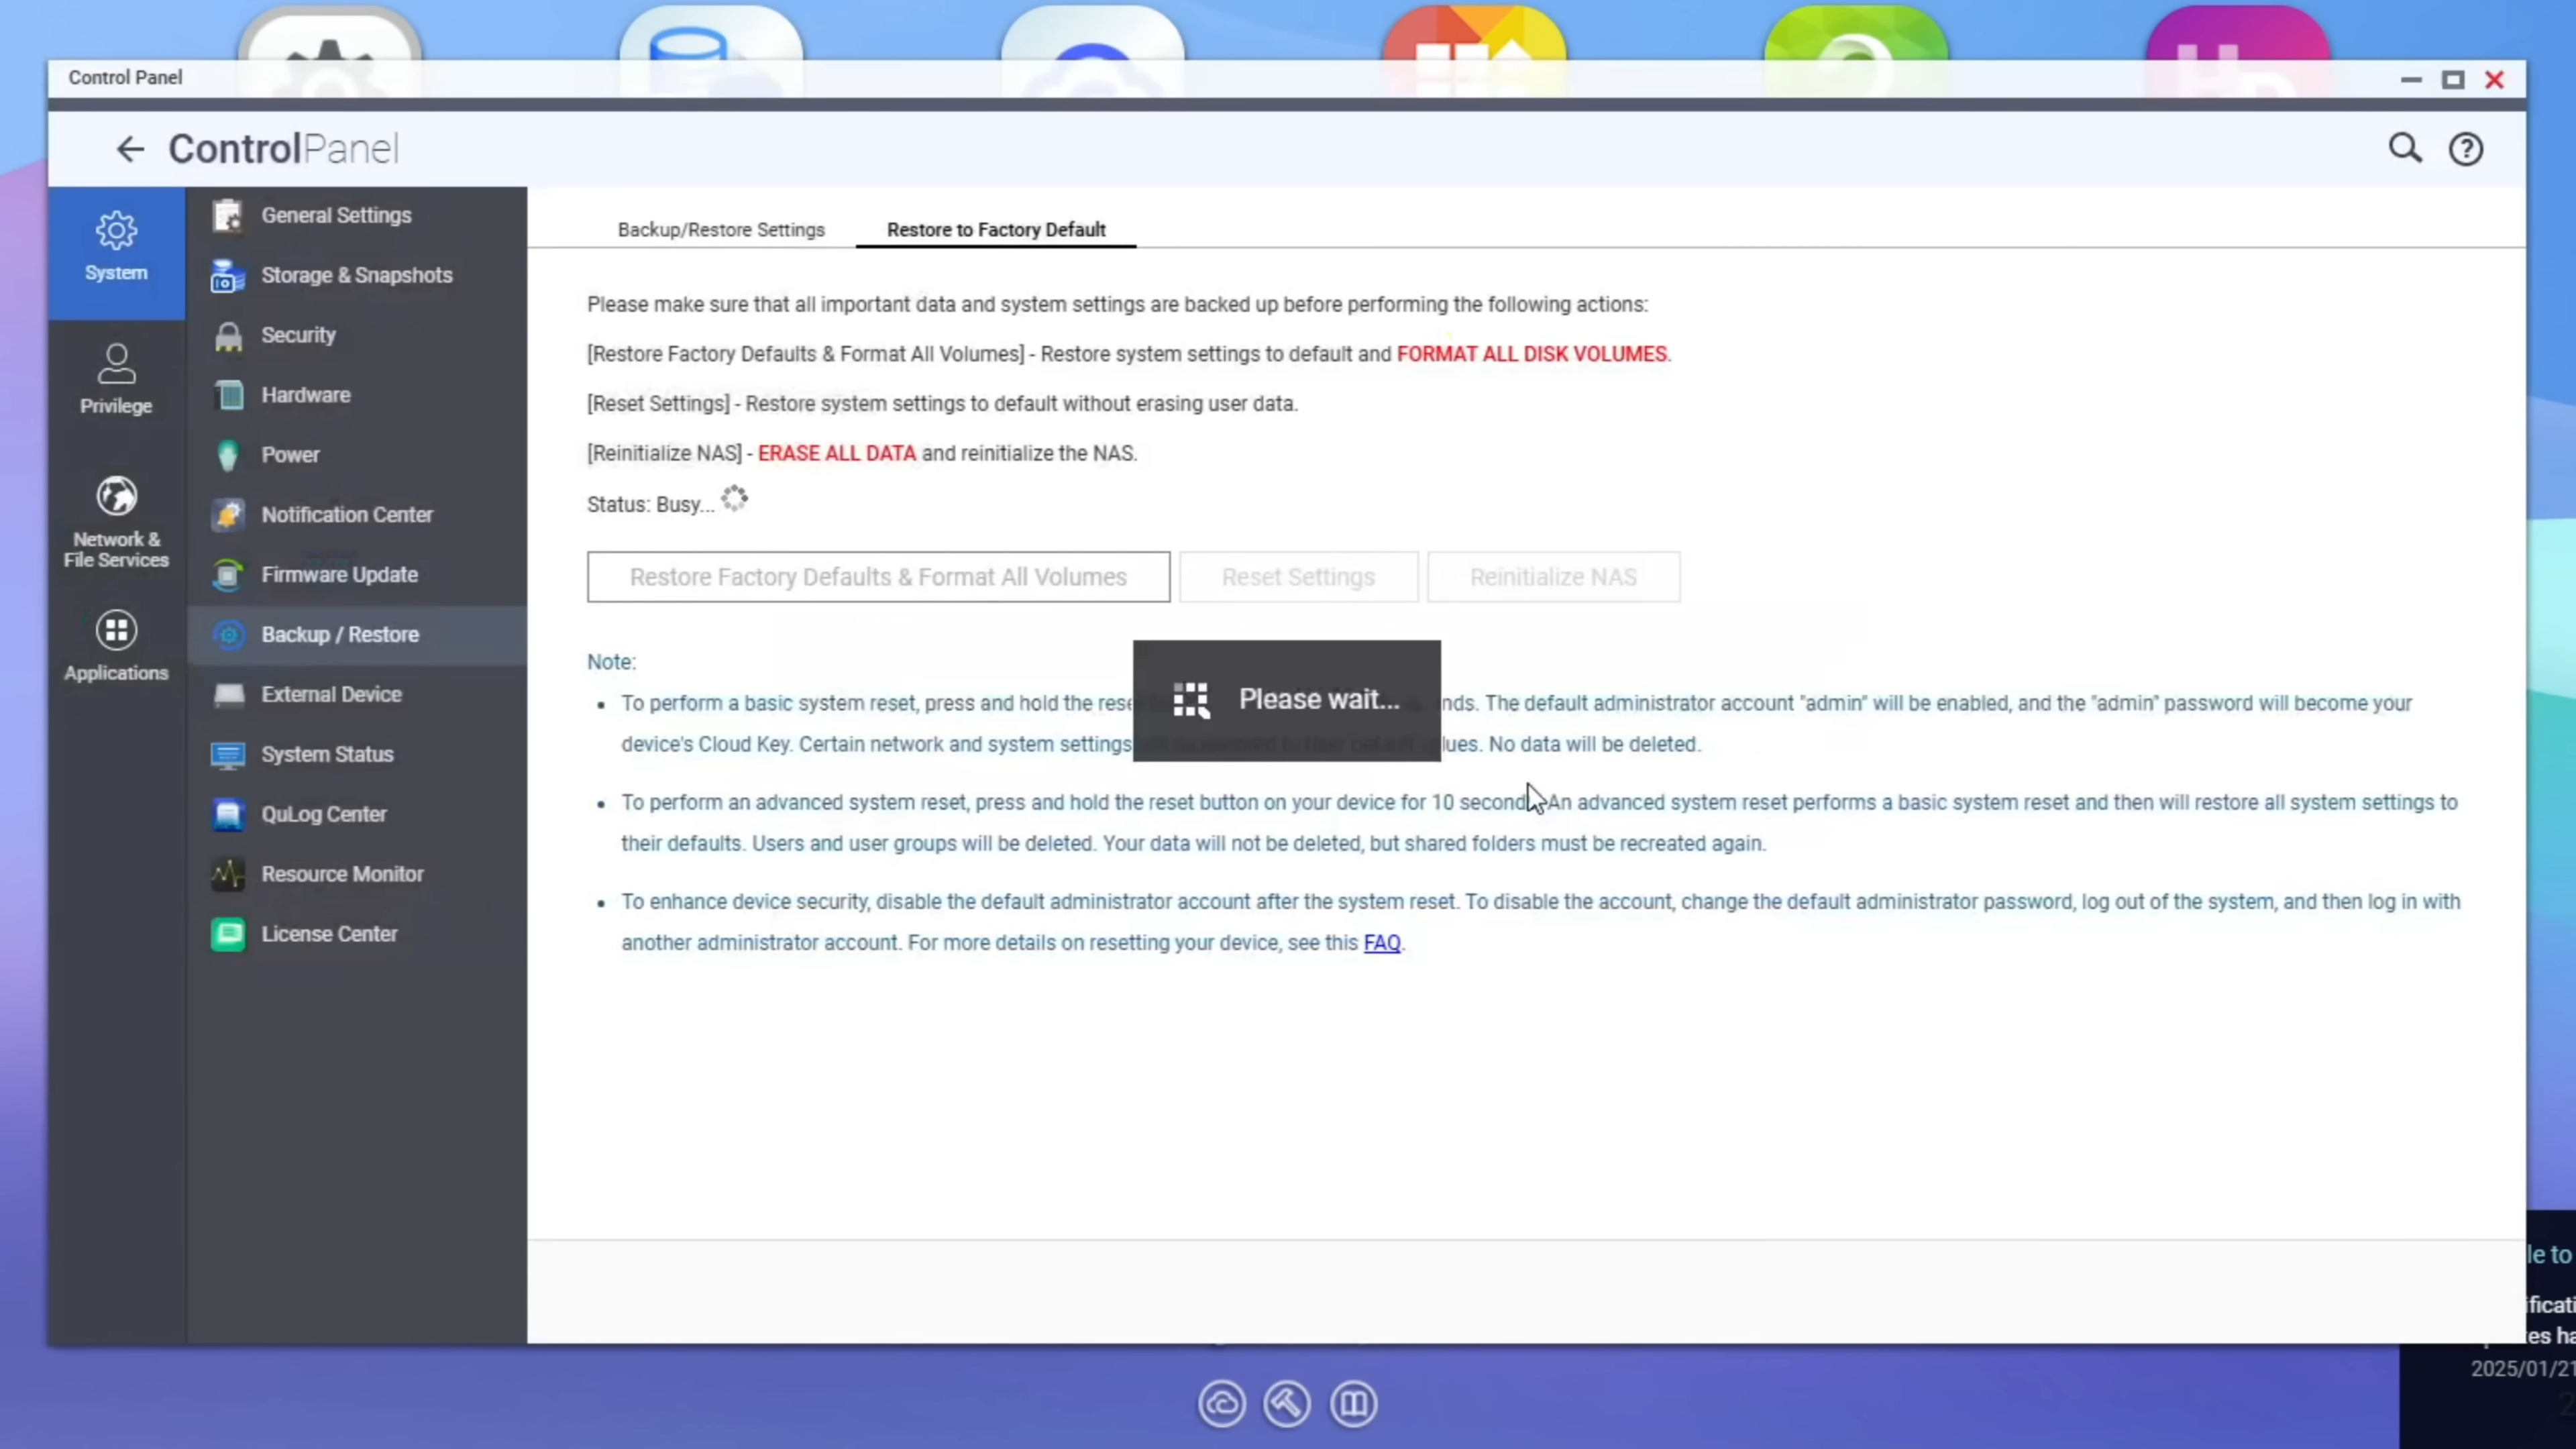 Control Panel
ControlPanel
System
Privilege
Network &
File Services
Applications
General Settings
Storage & Snapshots
Security
Hardware
Power
Notification Center
Firmware Update
Backup / Restore
External Device
System Status
QuLog Center
Resource Monitor
License Center
Backup/Restore Settings
Restore to Factory Default
Please make sure that all important data and system settings are backed up before performing the following actions:
[Restore Factory Defaults & Format All Volumes] - Restore system settings to default and FORMAT ALL DISK VOLUMES.
[Reset Settings] - Restore system settings to default without erasing user data.
[Reinitialize NAS] - ERASE ALL DATA and reinitialize the NAS.
Status: Busy...
Restore Factory Defaults & Format All Volumes
Reset Settings
Reinitialize NAS
Note:
To perform a basic system reset, press and hold the rese nds. The default administrator account "admin" will be enabled, and the "admin" password will become your
device's Cloud Key. Certain network and system settings lues. No data will be deleted.
Please wait...
To perform an advanced system reset, press and hold the reset button on your device for 10 second An advanced system reset performs a basic system reset and then will restore all system settings to
their defaults. Users and user groups will be deleted. Your data will not be deleted, but shared folders must be recreated again.
To enhance device security, disable the default administrator account after the system reset. To disable the account, change the default administrator password, log out of the system, and then log in with
another administrator account. For more details on resetting your device, see this FAQ.
le to
ificati
es ha
2025/01/21